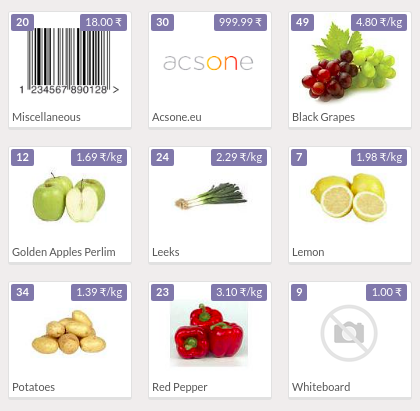 20 18.00 ₹
1 234567 890128 >
Miscellaneous
30 999.99 ₹
acsone
Acsone.eu
49 4.80 ₹/kg
Black Grapes
12 1.69 ₹/kg
Golden Apples Perlim
24 2.29 ₹/kg
Leeks
7 1.98 ₹/kg
Lemon
34 1.39 ₹/kg
Potatoes
23 3.10 ₹/kg
Red Pepper
9 1.00 ₹
Whiteboard